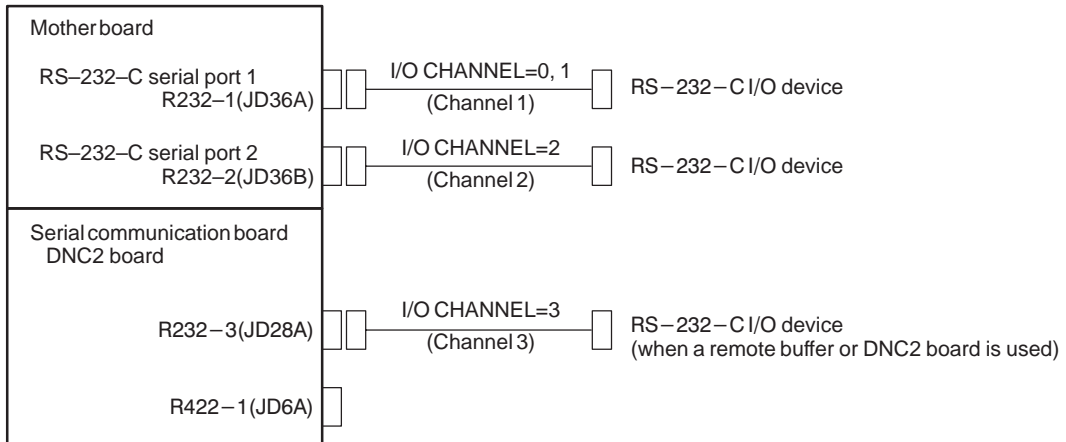 Mother board
RS–232–C serial port 1
R232–1(JD36A)
I/O CHANNEL=0, 1
(Channel 1)
RS–232–C I/O device
RS–232–C serial port 2
R232–2(JD36B)
I/O CHANNEL=2
(Channel 2)
RS–232–C I/O device
Serial communication board
DNC2 board
R232–3(JD28A)
I/O CHANNEL=3
(Channel 3)
RS–232–C I/O device
(when a remote buffer or DNC2 board is used)
R422–1(JD6A)